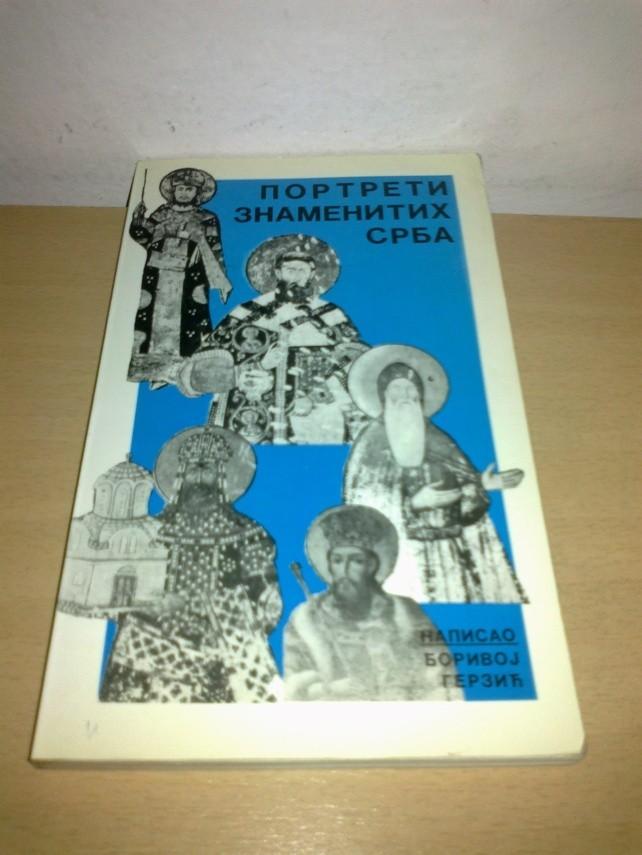 ПОРТРЕТИ
ЗНАМЕНИТИХ
СРБА
НАПИСАО
БОРИВОЈ
ГЕРЗИЋ